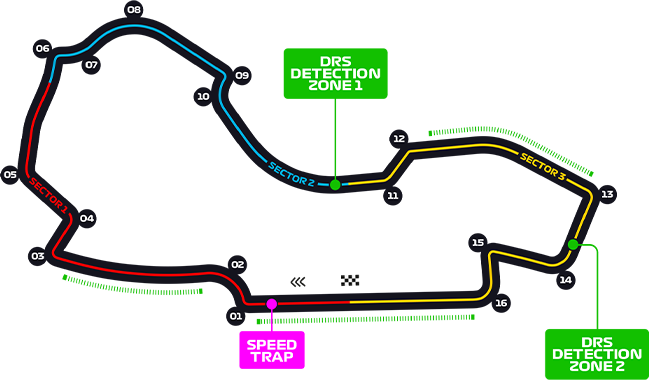 08
06
07
09
10
DRS
DETECTION
ZONE 1
12
SECTOR 2
SECTOR 3
11
13
05
SECTOR 1
04
03
02
15
14
<<<
01
16
SPEED
TRAP
DRS
DETECTION
ZONE 2